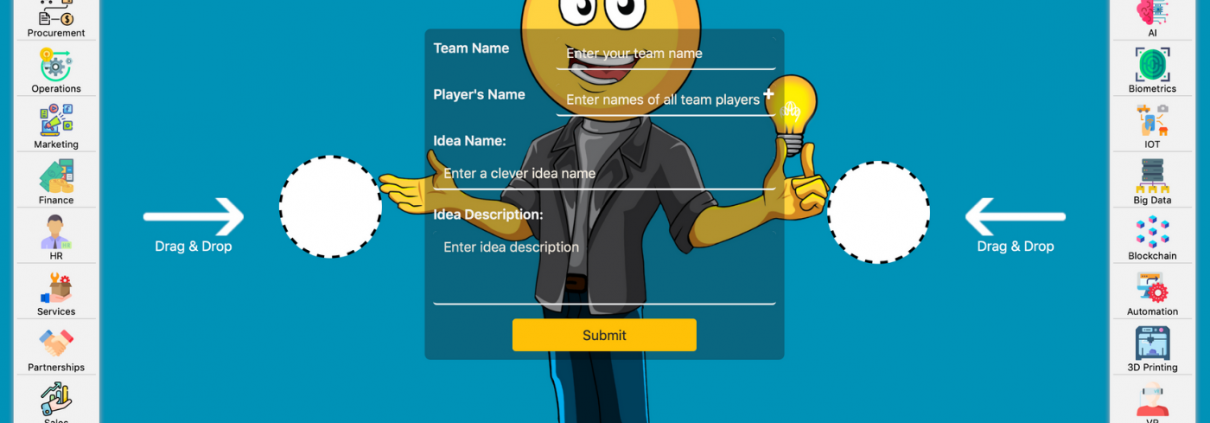 Procurement
Operations
Marketing
Finance
HR
Services
Partnerships
Sales
Drag & Drop
Team Name
Enter your team name
Player's Name
Enter names of all team players
+
Idea Name:
Enter a clever idea name
Idea Description:
Enter idea description
Submit
Drag & Drop
AI
Biometrics
IOT
Big Data
Blockchain
Automation
3D Printing
VR